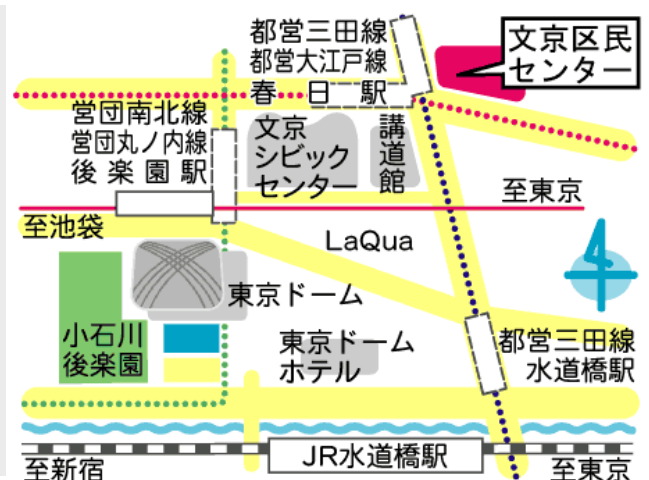 都営三田線
都営大江戸線
春日駅
文京区民
センター
営団南北線
営団丸ノ内線
後楽園駅
文京
シビック
センター
講道館
至東京
至池袋
LaQua
東京ドーム
小石川
後楽園
東京ドーム
ホテル
都営三田線
水道橋駅
JR水道橋駅
至新宿
至東京